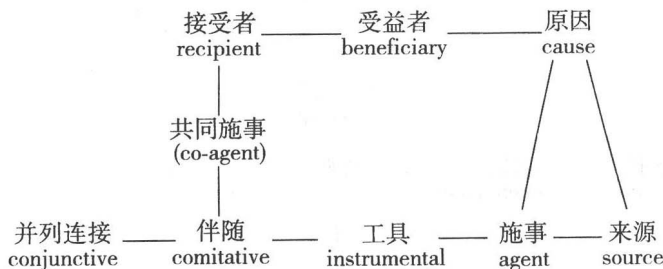 接受者 受益者 原因
recipient beneficiary cause
共同施事
(co-agent)
并列连接 伴随 工具 施事 来源
conjunctive comitative instrumental agent source